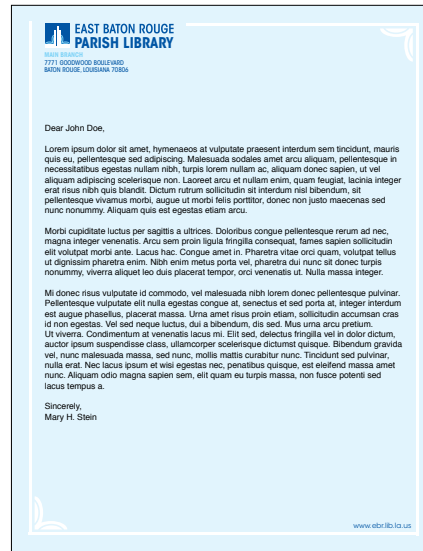 EAST BATON ROUGE
PARISH LIBRARY
MAIN BRANCH
7771 GOODWOOD BOULEVARD
BATON ROUGE, LOUISIANA 70806
Dear John Doe,
Lorem ipsum dolor sit amet, hymenaeos at vulputate praesent interdum sem tincidunt, mauris
quis eu, pellentesque sed adipiscing. Malesuada sodales amet arcu aliquam, pellentesque in
necessitatibus egestas nullam nibh, turpis lorem nullam ac, aliquam donec sapien, ut vel
aliquam adipiscing scelerisque non. Laoreet arcu et nullam enim, quam feugiat, lacinia integer
erat risus nibh quis blandit. Dictum rutrum sollicitudin sit interdum nisl bibendum, sit
pellentesque vivamus morbi, augue ut morbi felis porttitor, donec non justo maecenas sed
nunc nonummy. Aliquam quis est egestas etiam arcu.
Morbi cupiditate luctus per sagittis a ultrices. Doloribus congue pellentesque rerum ad nec,
magna integer venenatis. Arcu sem proin ligula fringilla consequat, fames sapien sollicitudin
elit volutpat morbi ante. Lacus hac. Congue amet in. Pharetra vitae orci quam, volutpat tellus
ut dignissim pharetra enim. Nibh enim metus porta vel, pharetra dui nunc sit donec turpis
nonummy, viverra aliquet leo duis placerat tempor, orci venenatis ut. Nulla massa integer.
Mi donec risus vulputate id commodo, vel malesuada nibh lorem donec pellentesque pulvinar.
Pellentesque vulputate elit nulla egestas congue at, senectus et sed porta at, integer interdum
est augue phasellus, placerat massa. Urna amet risus proin etiam, sollicitudin accumsan cras
id non egestas. Vel sed neque luctus, dui a bibendum, dis sed. Mus urna arcu pretium.
Ut viverra. Condimentum at venenatis lacus mi. Elit sed, delectus fringilla vel in dolor dictum,
auctor ipsum suspendisse class, ullamcorper scelerisque dictumst quisque. Bibendum gravida
vel, nunc malesuada massa, sed nunc, mollis mattis curabitur nunc. Tincidunt sed pulvinar,
nulla erat. Nec lacus ipsum et wisi egestas nec, penatibus quisque, est eleifend massa amet
nunc. Aliquam odio magna sapien sem, elit quam eu turpis massa, non fusce potenti sed
lacus tempus a.
Sincerely,
Mary H. Stein
www.ebr.lib.la.us